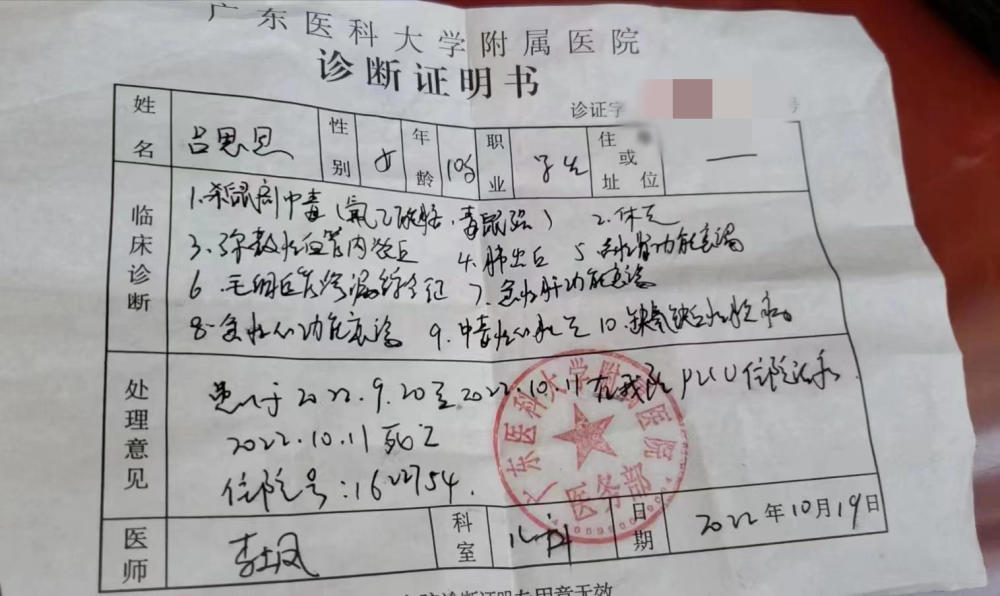 广东医科大学附属医院
诊断证明书
诊证字 号
姓名 吕思思 性别 女 年龄 10岁 职业 学生 住址或单位 —
临床诊断
1.杀鼠剂中毒(氟乙酰胺、毒鼠强) 2.休克
3.弥散性血管内凝血 4.肺出血 5.急性肾功能衰竭
6.毛细血管渗漏综合征 7.急性肝功能衰竭
8.急性心功能衰竭 9.中毒性心肌炎 10.缺氧缺血性脑病
处理意见
患儿于2022.9.20至2022.10.11在我院PICU住院治疗
2022.10.11死亡
住院号:1622754.
广东医科大学附属医院
医务部
医师 科室 儿科 日期 2022年10月19日
诊断证明专用章无效